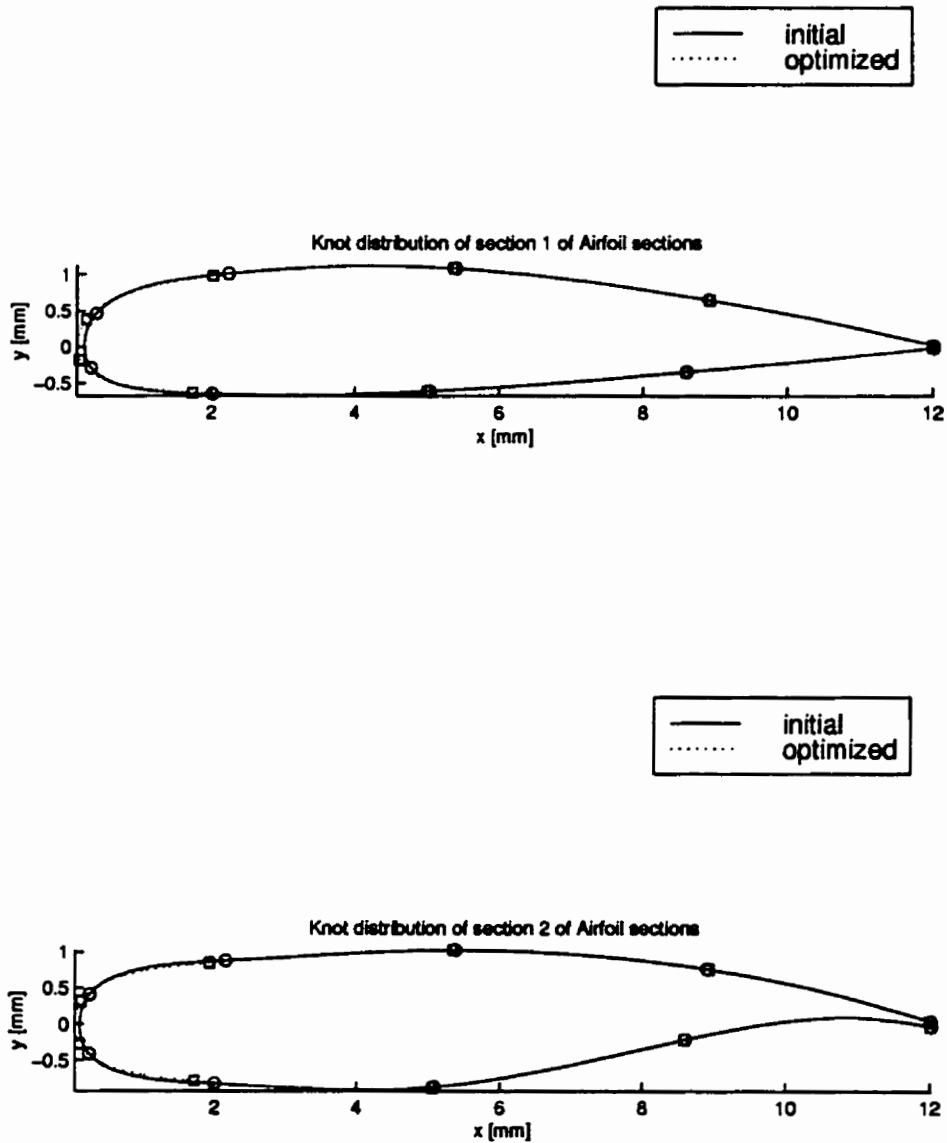 initial
optimized
Knot distribution of section 1 of Airfoil sections
1
0.5
0
−0.5
y [mm]
2 4 6 8 10 12
x [mm]
initial
optimized
Knot distribution of section 2 of Airfoil sections
1
0.5
0
−0.5
y [mm]
2 4 6 8 10 12
x [mm]